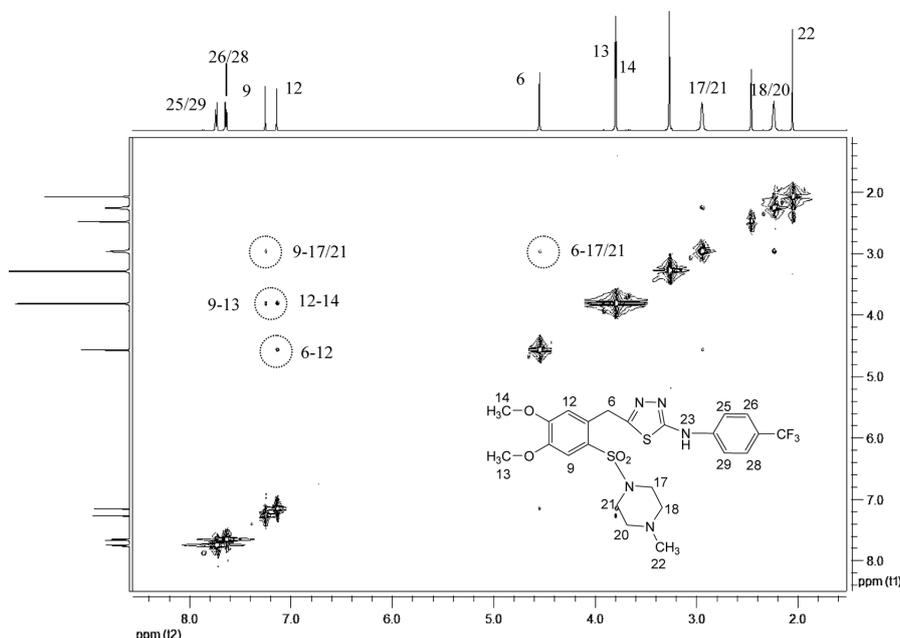 26/28
22
13
9
14
12
6
17/21
18/20
25/29
2.0
9-17/21
6-17/21
3.0
9-13
12-14
4.0
6-12
5.0
14
12
6
25
26
H₃C
O
N
N
23
S
N
H
CF₃
6.0
H₃C
O
13
9
SO₂
29
28
N
17
7.0
21
18
N
20
CH₃
22
8.0
ppm (t1)
8.0
7.0
6.0
5.0
4.0
3.0
2.0
ppm (t2)